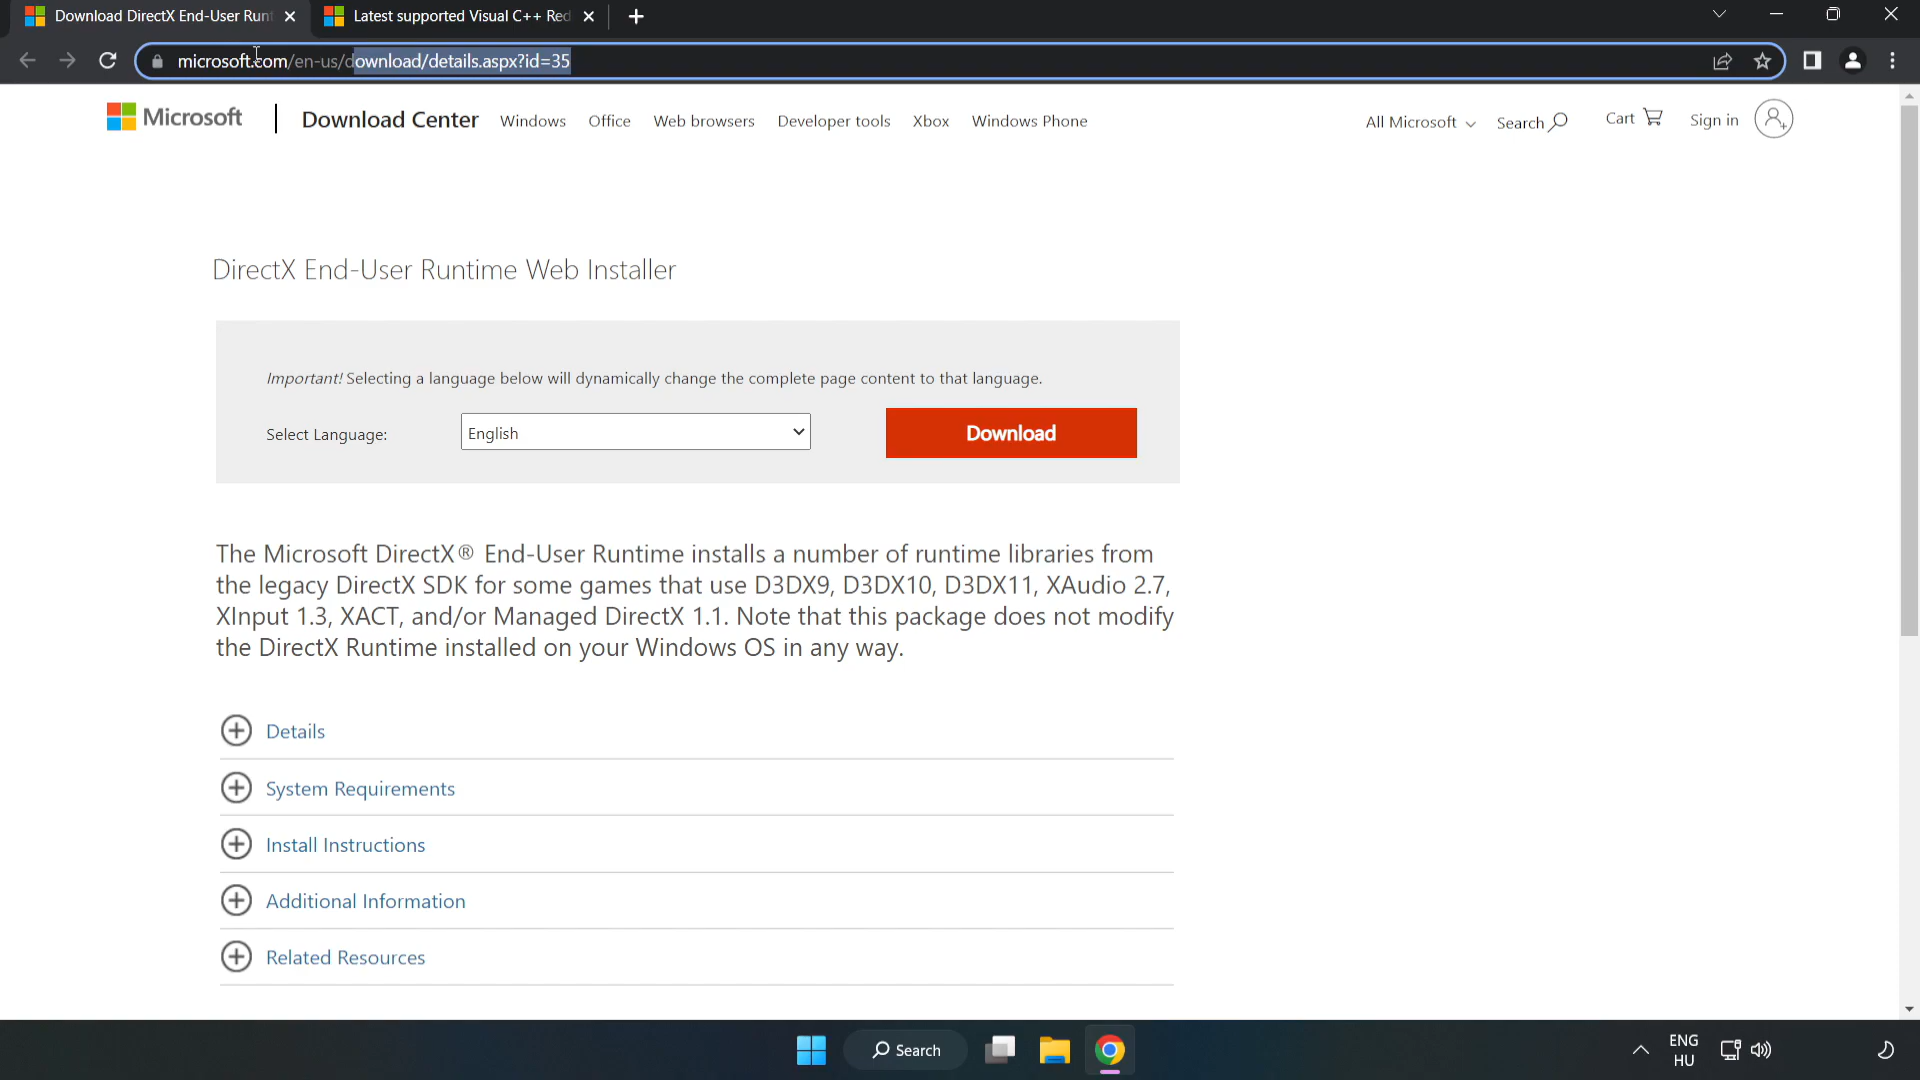 Download DirectX End-User Runt
Latest supported Visual C++ Red
microsoft.com/en-us/download/details.aspx?id=35
Microsoft
Download Center
Windows
Office
Web browsers
Developer tools
Xbox
Windows Phone
All Microsoft
Search
Cart
Sign in
DirectX End-User Runtime Web Installer
Important! Selecting a language below will dynamically change the complete page content to that language.
Select Language:
English
Download
The Microsoft DirectX® End-User Runtime installs a number of runtime libraries from
the legacy DirectX SDK for some games that use D3DX9, D3DX10, D3DX11, XAudio 2.7,
XInput 1.3, XACT, and/or Managed DirectX 1.1. Note that this package does not modify
the DirectX Runtime installed on your Windows OS in any way.
Details
System Requirements
Install Instructions
Additional Information
Related Resources
Search
ENG
HU